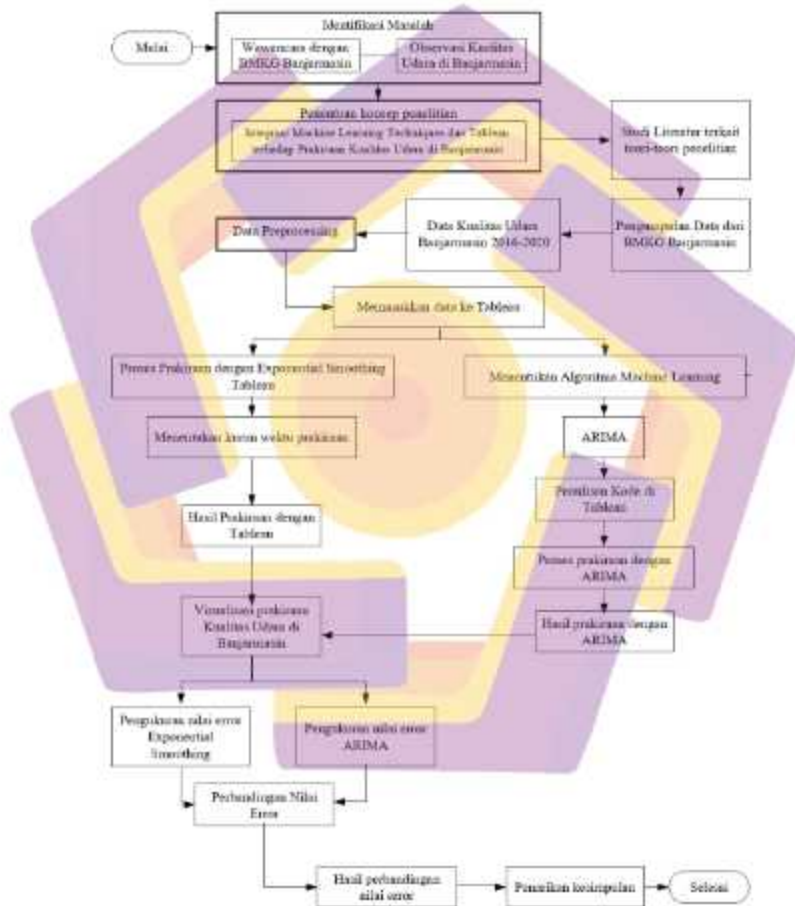 Identifikasi Masalah
Mulai
Wawancara dengan
BMKG Banjarmasin
Observasi Kualitas
Udara di Banjarmasin
Penentuan konsep penelitian
Integrasi Machine Learning Techniques dan Tableau
terhadap Prakiraan Kualitas Udara di Banjarmasin
Studi Literatur terkait
teori-teori penelitian
Data Preprocessing
Data Kualitas Udara
Banjarmasin 2016-2020
Pengumpulan Data dari
BMKG Banjarmasin
Memasukkan data ke Tableau
Proses Prakiraan dengan Exponential Smoothing
Tableau
Menentukan Algoritma Machine Learning
Menentukan kurun waktu prakiraan
ARIMA
Hasil Prakiraan dengan
Tableau
Penulisan Kode di
Tableau
Proses prakiraan dengan
ARIMA
Visualisasi prakiraan
Kualitas Udara di
Banjarmasin
Hasil prakiraan dengan
ARIMA
Pengukuran nilai error
Exponential
Smoothing
Pengukuran nilai error
ARIMA
Perbandingan Nilai
Error
Hasil perbandingan
nilai error
Penarikan kesimpulan
Selesai